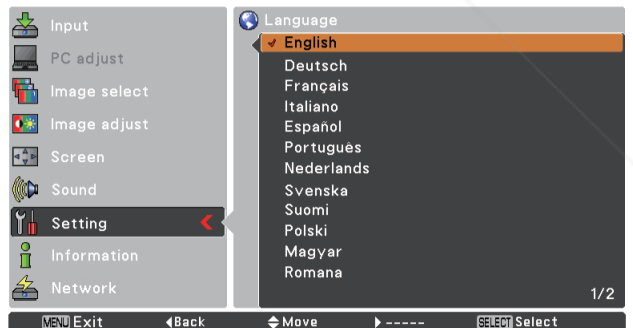 Input
PC adjust
Image select
Image adjust
Screen
Sound
Setting
Information
Network
Language
English
Deutsch
Français
Italiano
Español
Português
Nederlands
Svenska
Suomi
Polski
Magyar
Romana
1/2
MENU Exit ◀Back ◆Move ▶----- SELECT Select